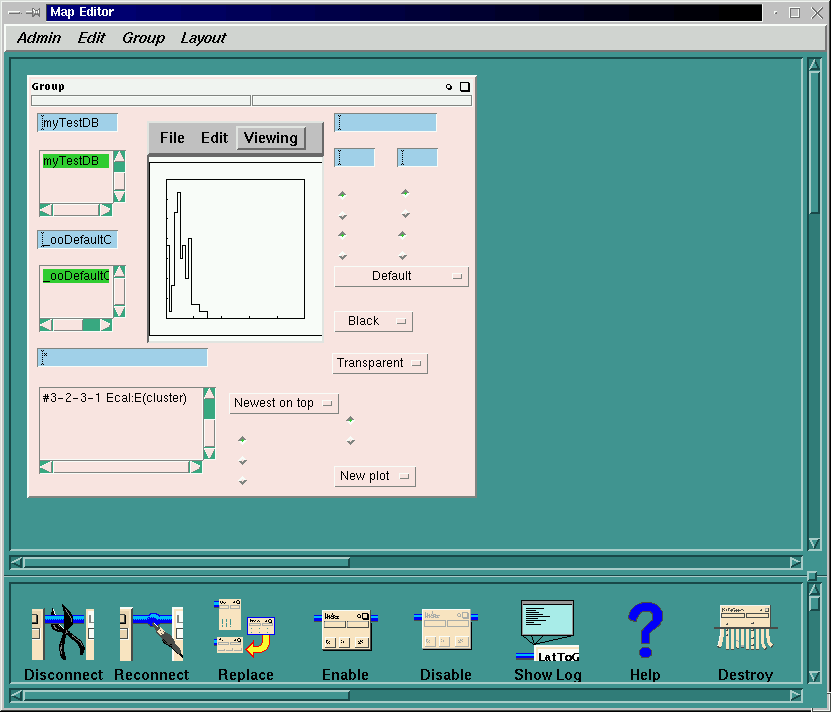 Map Editor
Admin Edit Group Layout
Group
myTestDB
File Edit Viewing
myTestDB
_ooDefaultC
_ooDefaultC
Default
Black
*
Transparent
#3-2-3-1 Ecal:E(cluster)
Newest on top
New plot
LatToG
Disconnect Reconnect Replace Enable Disable Show Log Help Destroy